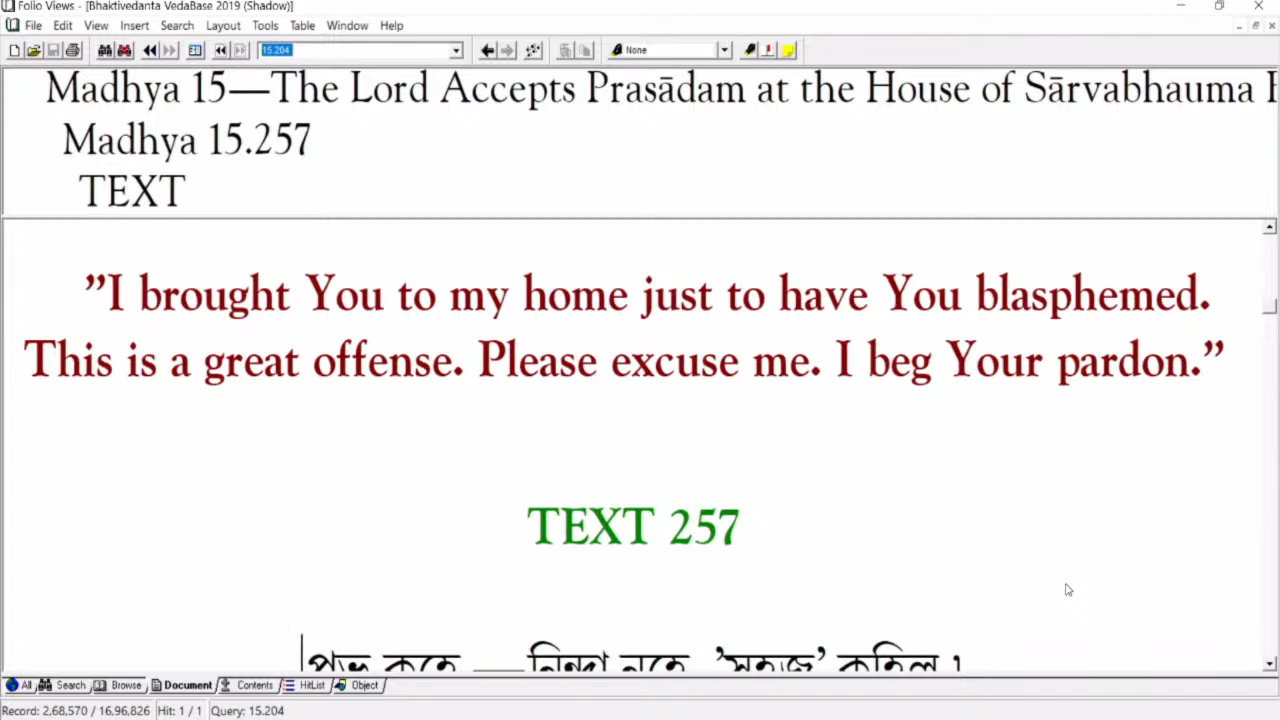 Folio Views - [Bhaktivedanta VedaBase 2019 (Shadow)]
File Edit View Insert Search Layout Tools Table Window Help
15.204 None
Madhya 15—The Lord Accepts Prasādam at the House of Sārvabhauma
Madhya 15.257
TEXT
”I brought You to my home just to have You blasphemed.
This is a great offense. Please excuse me. I beg Your pardon.”
TEXT 257
All Search Browse Document Contents HitList Object
Record: 2,68,570 / 16,96,826 Hit: 1 / 1 Query: 15.204